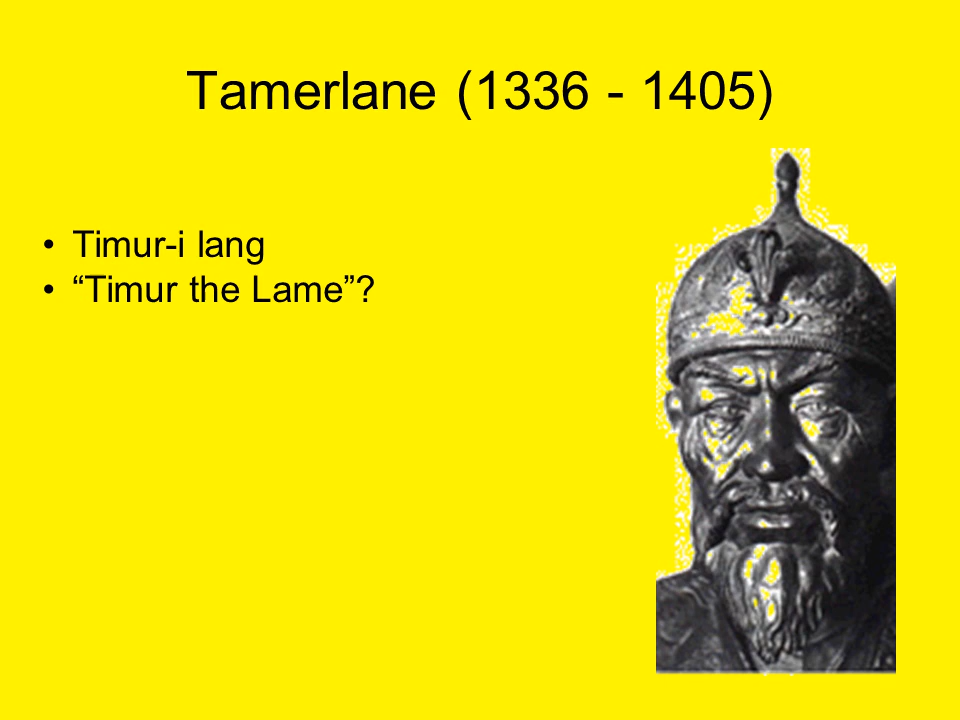 Tamerlane (1336 - 1405)
• Timur-i lang
• “Timur the Lame”?